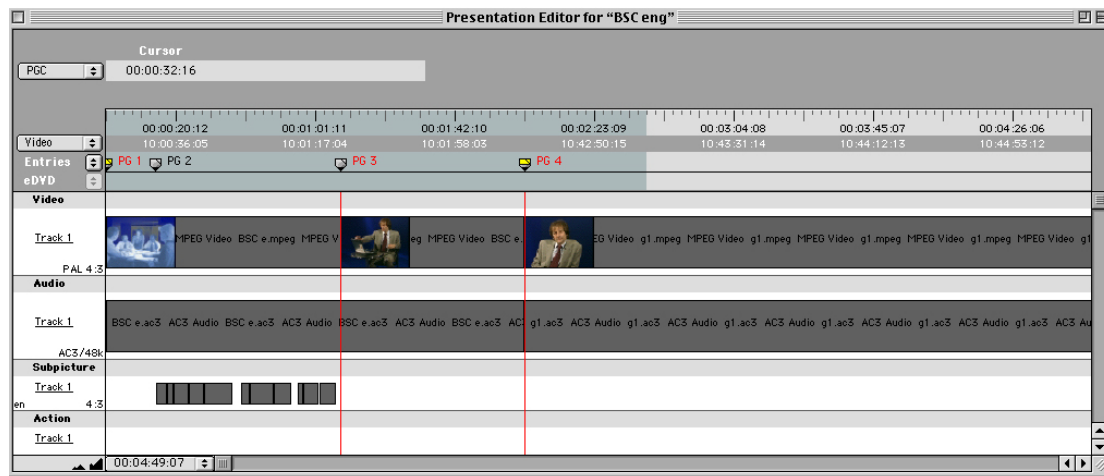 Presentation Editor for “BSC eng”
Cursor
PGC 00:00:32:16
00:00:20:12 00:01:01:11 00:01:42:10 00:02:23:09 00:03:04:08 00:03:45:07 00:04:26:06
Video 10:00:36:05 10:01:17:04 10:01:58:03 10:42:50:15 10:43:31:14 10:44:12:13 10:44:53:12
Entries PG 1 PG 2 PG 3 PG 4
eDVD
Video
Track 1 MPEG Video BSC e.mpeg MPEG V eg MPEG Video BSC e. EG Video g1.mpeg MPEG Video g1.mpeg MPEG Video g1.mpeg MPEG Video g1.mpeg MPEG Video g1
PAL 4:3
Audio
Track 1 BSC e.ac3 AC3 Audio BSC e.ac3 AC3 Audio BSC e.ac3 AC3 Audio BSC e.ac3 AC g1.ac3 AC3 Audio g1.ac3 AC3 Audio g1.ac3 AC3 Audio g1.ac3 AC3 Audio g1.ac3 AC3 Audio g1.ac3 AC3 Au
AC3/48k
Subpicture
Track 1
en 4:3
Action
Track 1
00:04:49:07